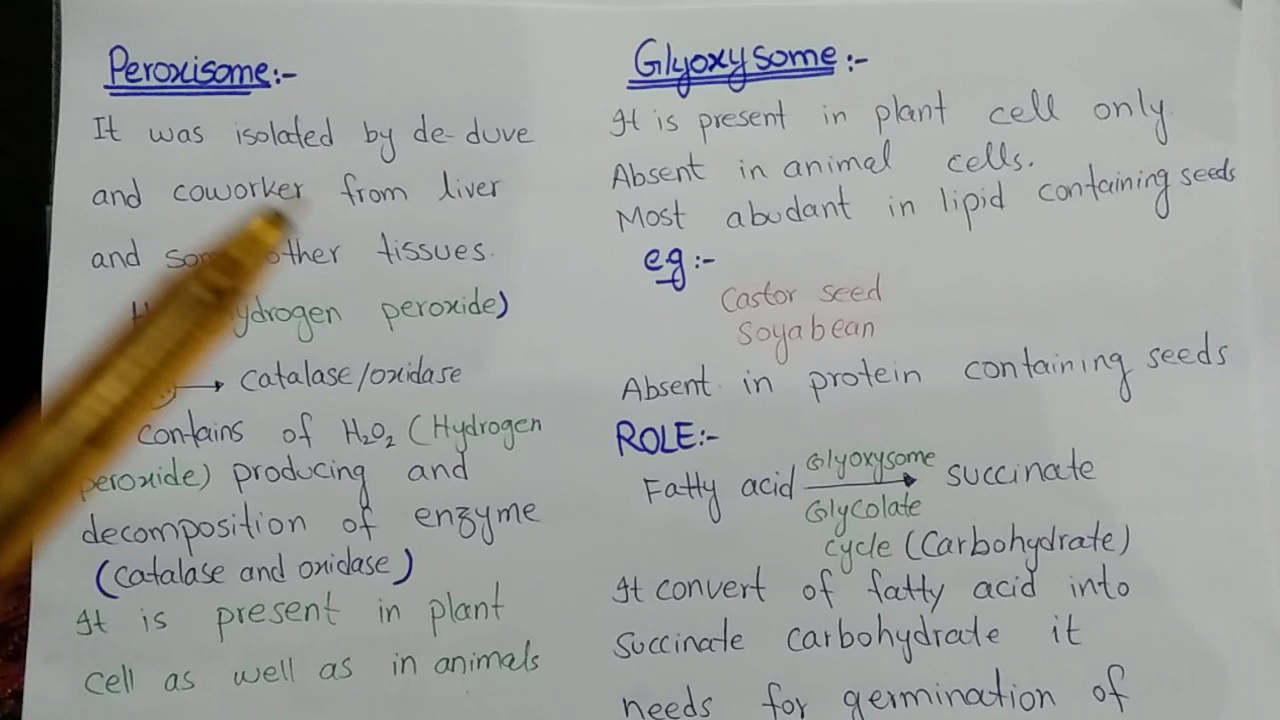 Peroxisome:-
It was isolated by de-duve
and coworker from liver
and other tissues.
peroxide)
→ catalase/oxidase
contains of H₂O₂ (Hydrogen
peroxide) producing and
decomposition of enzyme
(catalase and oxidase)
It is present in plant
cell as well as in animals
Glyoxysome:-
It is present in plant cell only.
Absent in animal cells.
Most abudant in lipid containing seeds
eg:-
Castor seed
Soyabean
Absent in protein containing seeds
ROLE:-
Fatty acid Glyoxysome → succinate
Glycolate
cycle (Carbohydrate)
It convert of fatty acid into
Succinate carbohydrate it
needs for germination of